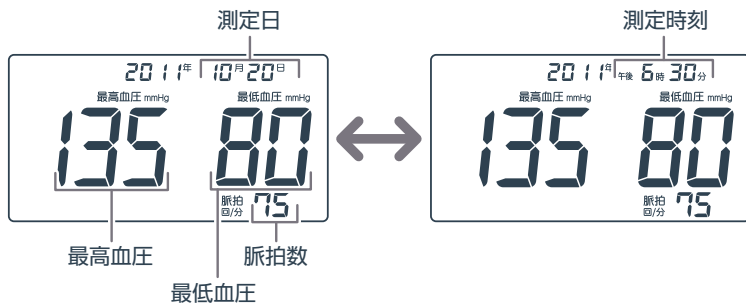 測定日
測定時刻
2011年 10月20日
2011年 午後 6時 30分
最高血圧 mmHg 最低血圧 mmHg
最高血圧 mmHg 最低血圧 mmHg
135 80
135 80
脈拍 回/分 75
脈拍 回/分 75
最高血圧
脈拍数
最低血圧